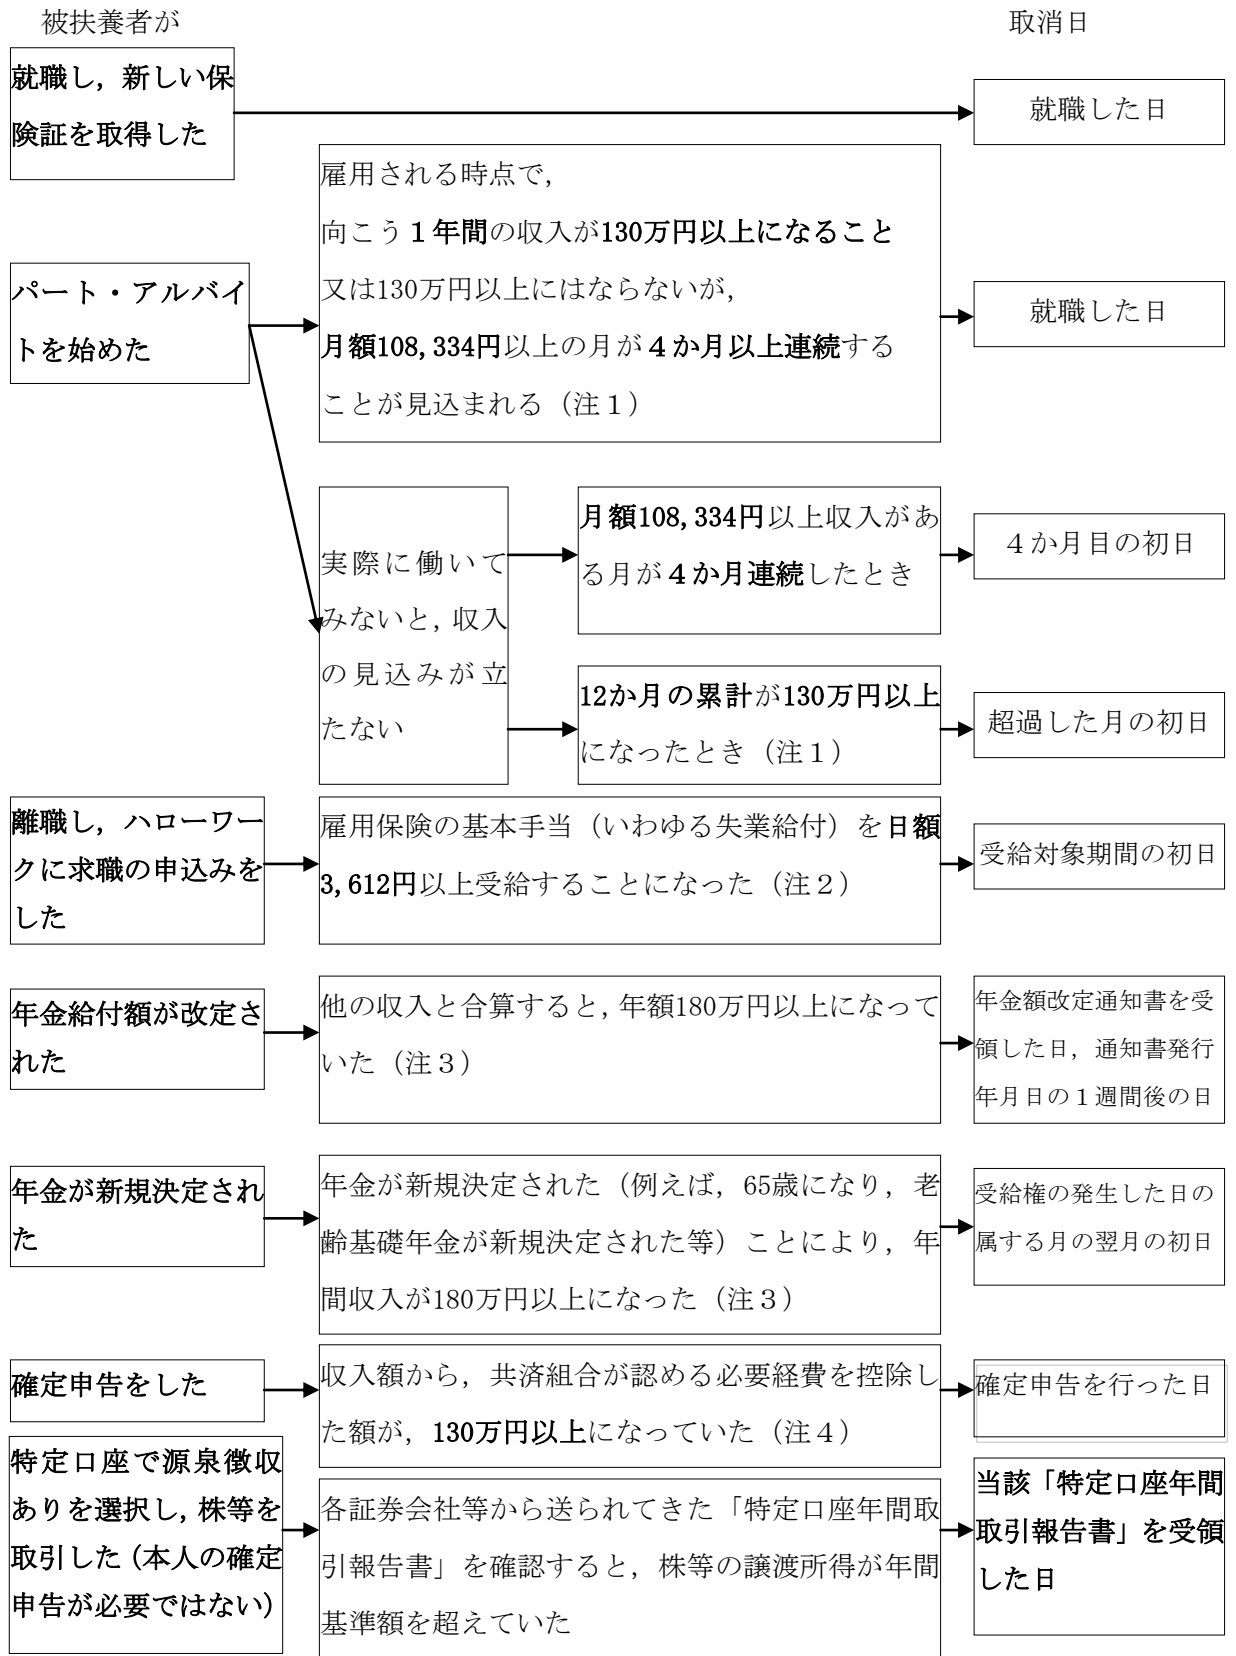 被扶養者が
取消日
就職し，新しい保
険証を取得した
就職した日
パート・アルバイ
トを始めた
雇用される時点で，
向こう１年間の収入が130万円以上になること
又は130万円以上にはならないが，
月額108,334円以上の月が４か月以上連続する
ことが見込まれる（注１）
就職した日
実際に働いて
みないと，収入
の見込みが立
たない
月額108,334円以上収入があ
る月が４か月連続したとき
４か月目の初日
12か月の累計が130万円以上
になったとき（注１）
超過した月の初日
離職し，ハローワー
クに求職の申込みを
した
雇用保険の基本手当（いわゆる失業給付）を日額
3,612円以上受給することになった（注２）
受給対象期間の初日
年金給付額が改定さ
れた
他の収入と合算すると，年額180万円以上になって
いた（注３）
年金額改定通知書を受
領した日，通知書発行
年月日の１週間後の日
年金が新規決定され
た
年金が新規決定された（例えば，65歳になり，老
齢基礎年金が新規決定された等）ことにより，年
間収入が180万円以上になった（注３）
受給権の発生した日の
属する月の翌月の初日
確定申告をした
収入額から，共済組合が認める必要経費を控除し
た額が，130万円以上になっていた（注４）
確定申告を行った日
特定口座で源泉徴収
ありを選択し，株等を
取引した（本人の確定
申告が必要ではない）
各証券会社等から送られてきた「特定口座年間取
引報告書」を確認すると，株等の譲渡所得が年間
基準額を超えていた
当該「特定口座年間
取引報告書」を受領
した日